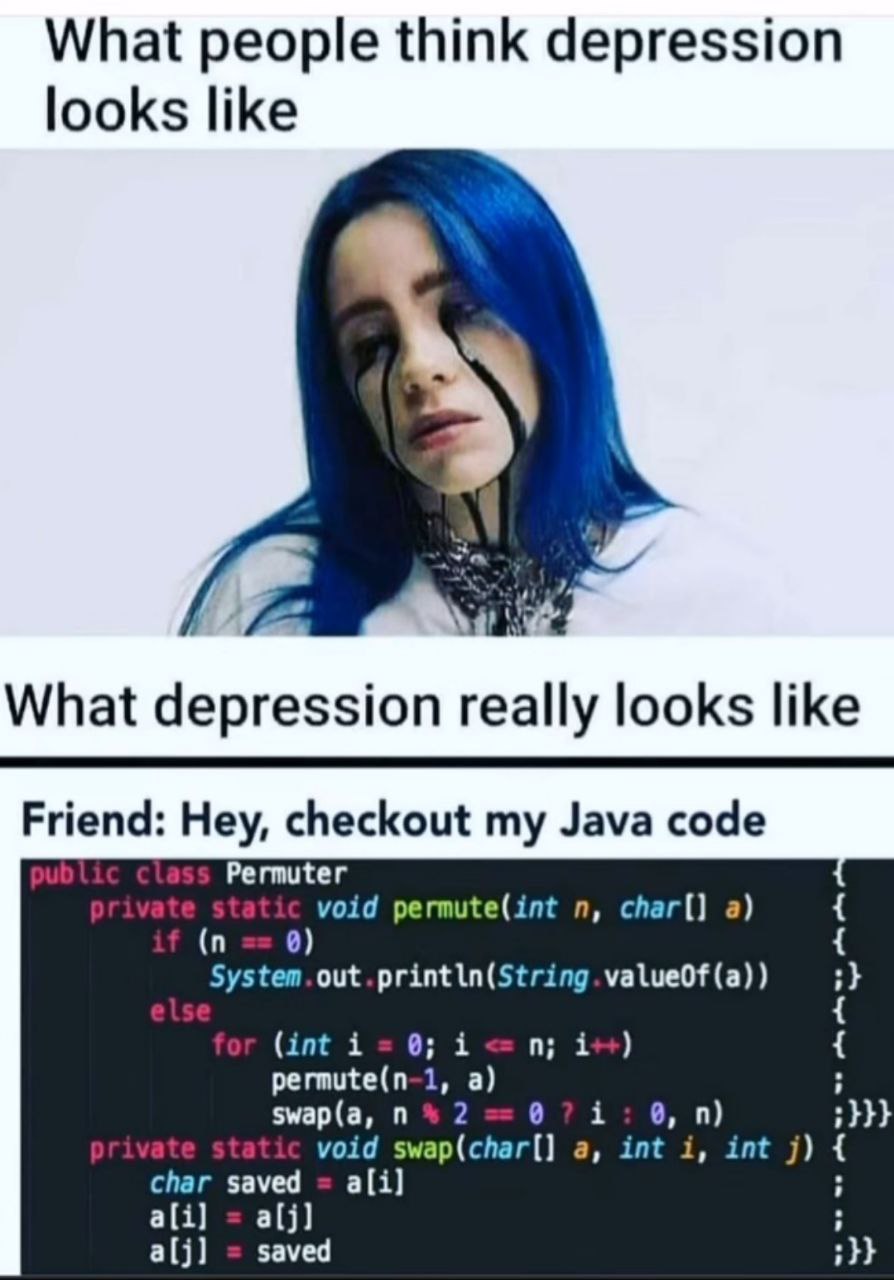 What people think depression
looks like
What depression really looks like
Friend: Hey, checkout my Java code
public class Permuter {
private static void permute(int n, char[] a) {
if (n == 0) {
System.out.println(String.valueOf(a)) ;}
else {
for (int i = 0; i <= n; i++) {
permute(n-1, a) ;
swap(a, n % 2 == 0 ? i : 0, n) ;}}}
private static void swap(char[] a, int i, int j) {
char saved = a[i] ;
a[i] = a[j] ;
a[j] = saved ;}}